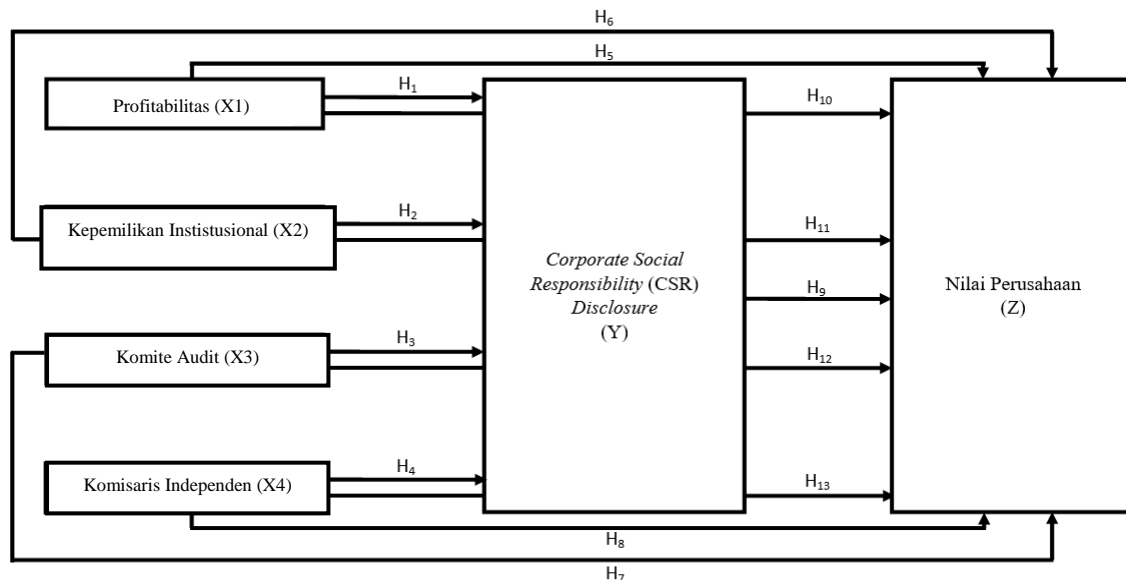 H6
H5
Profitabilitas (X1)
H1
H10
Kepemilikan Instistusional (X2)
H2
H11
Corporate Social
Responsibility (CSR)
Disclosure
(Y)
H9
Nilai Perusahaan
(Z)
Komite Audit (X3)
H3
H12
Komisaris Independen (X4)
H4
H13
H8
H7